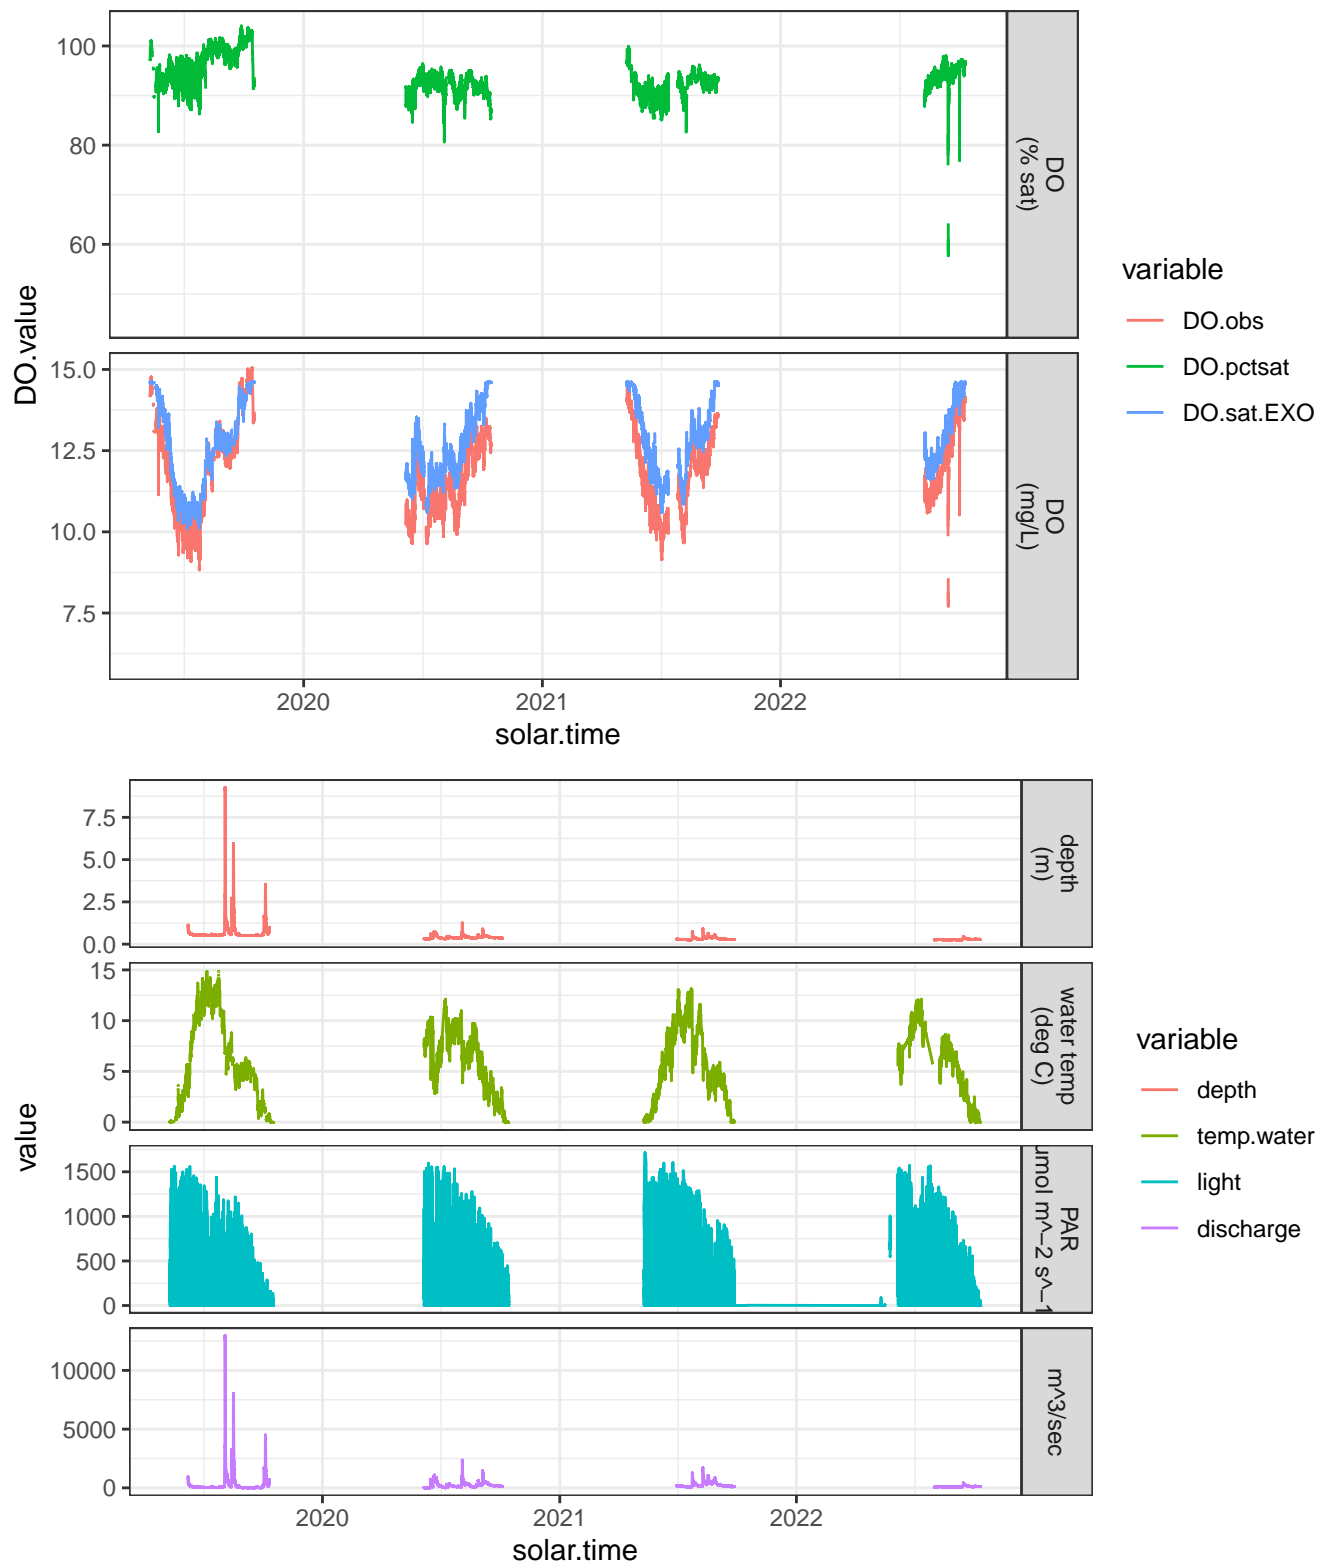 100
80
60
DO
(% sat)
15.0
12.5
10.0
7.5
DO
(mg/L)
DO.value
2020
2021
2022
solar.time
variable
DO.obs
DO.pctsat
DO.sat.EXO
7.5
5.0
2.5
0.0
depth
(m)
15
10
5
0
water temp
(deg C)
1500
1000
500
0
PAR
umol m^-2 s^-1
10000
5000
0
m^3/sec
value
2020
2021
2022
solar.time
variable
depth
temp.water
light
discharge